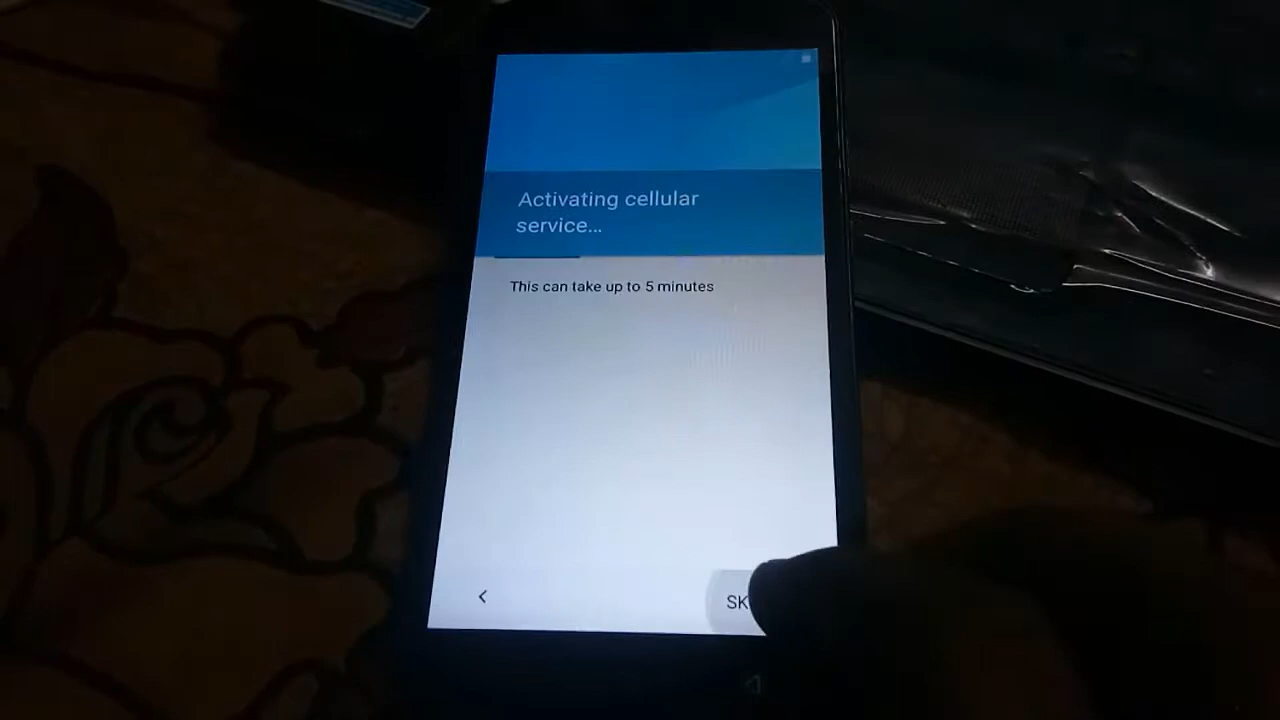 Activating cellular
service...
This can take up to 5 minutes